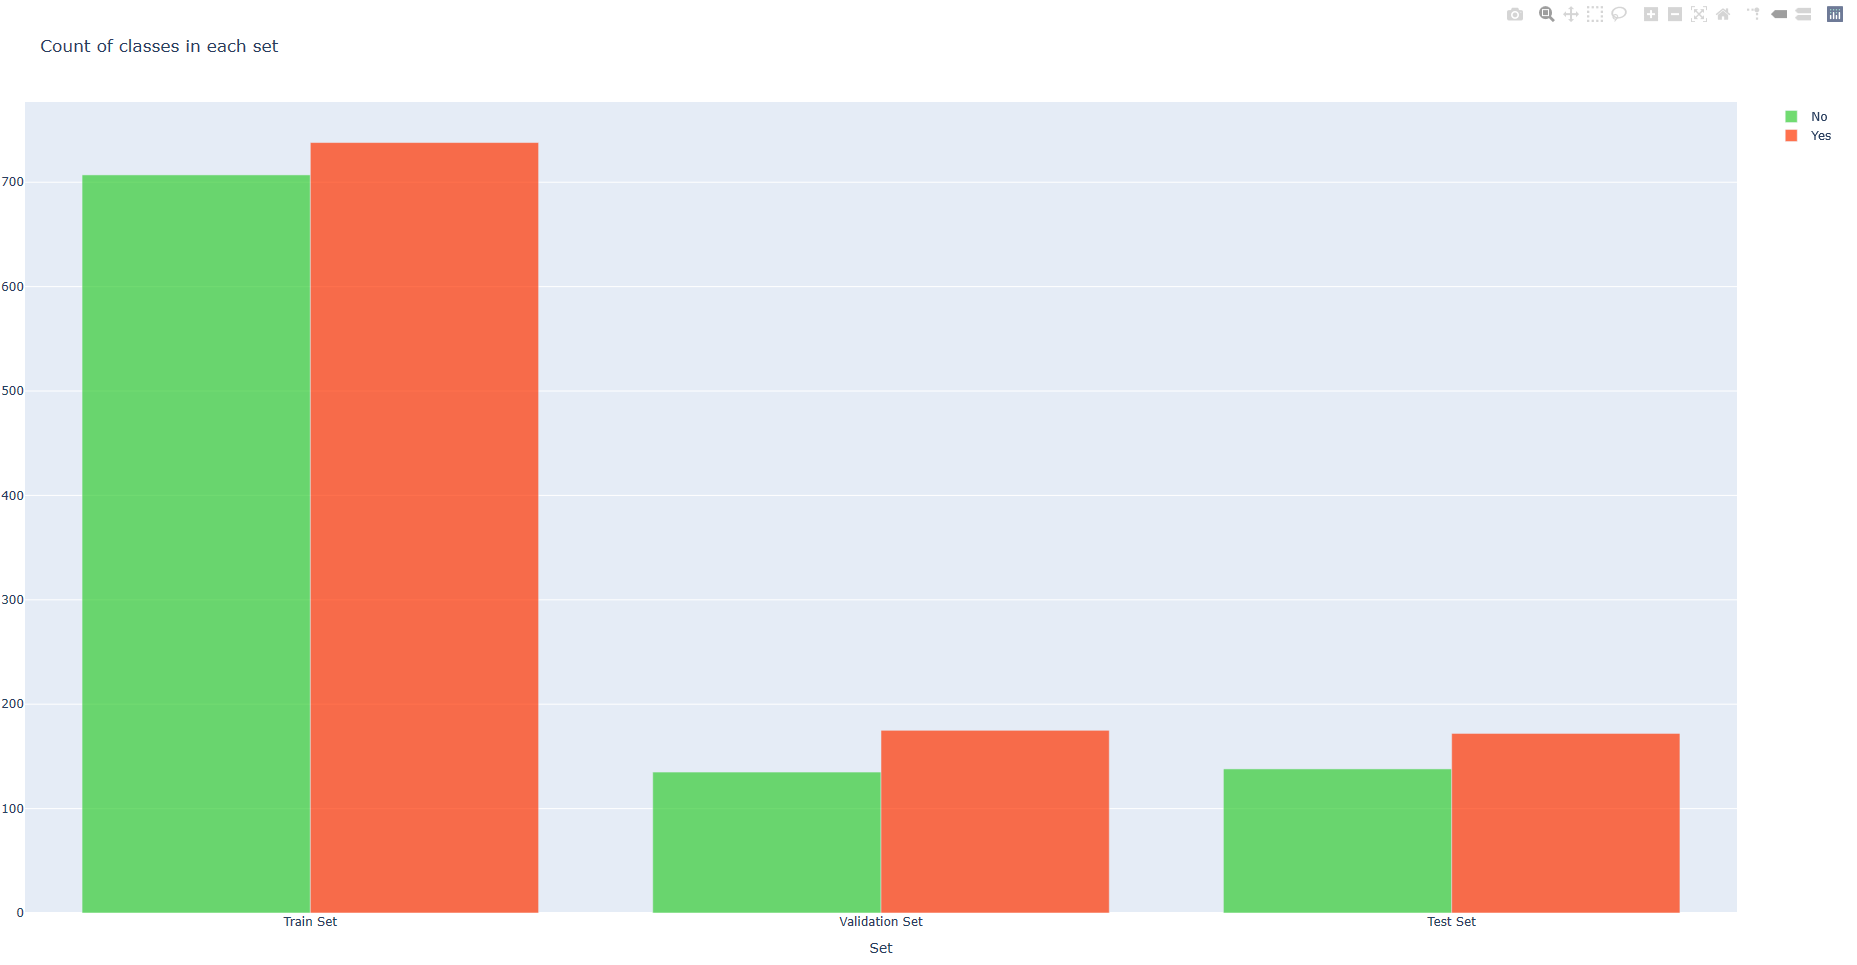 Count of classes in each set
No
Yes
700
600
500
400
300
200
100
0
Train Set
Validation Set
Test Set
Set